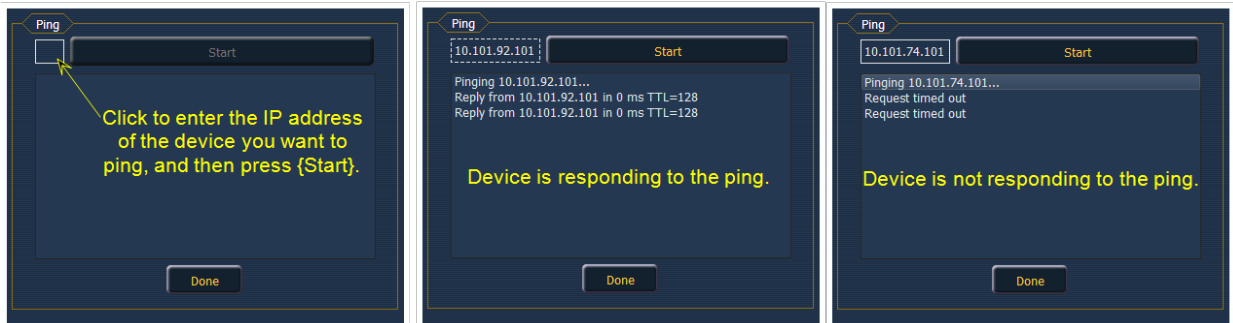 Ping
Start
Click to enter the IP address
of the device you want to
ping, and then press {Start}.
Done
Ping
10.101.92.101
Start
Pinging 10.101.92.101...
Reply from 10.101.92.101 in 0 ms TTL=128
Reply from 10.101.92.101 in 0 ms TTL=128
Device is responding to the ping.
Done
Ping
10.101.74.101
Start
Pinging 10.101.74.101...
Request timed out
Request timed out
Device is not responding to the ping.
Done